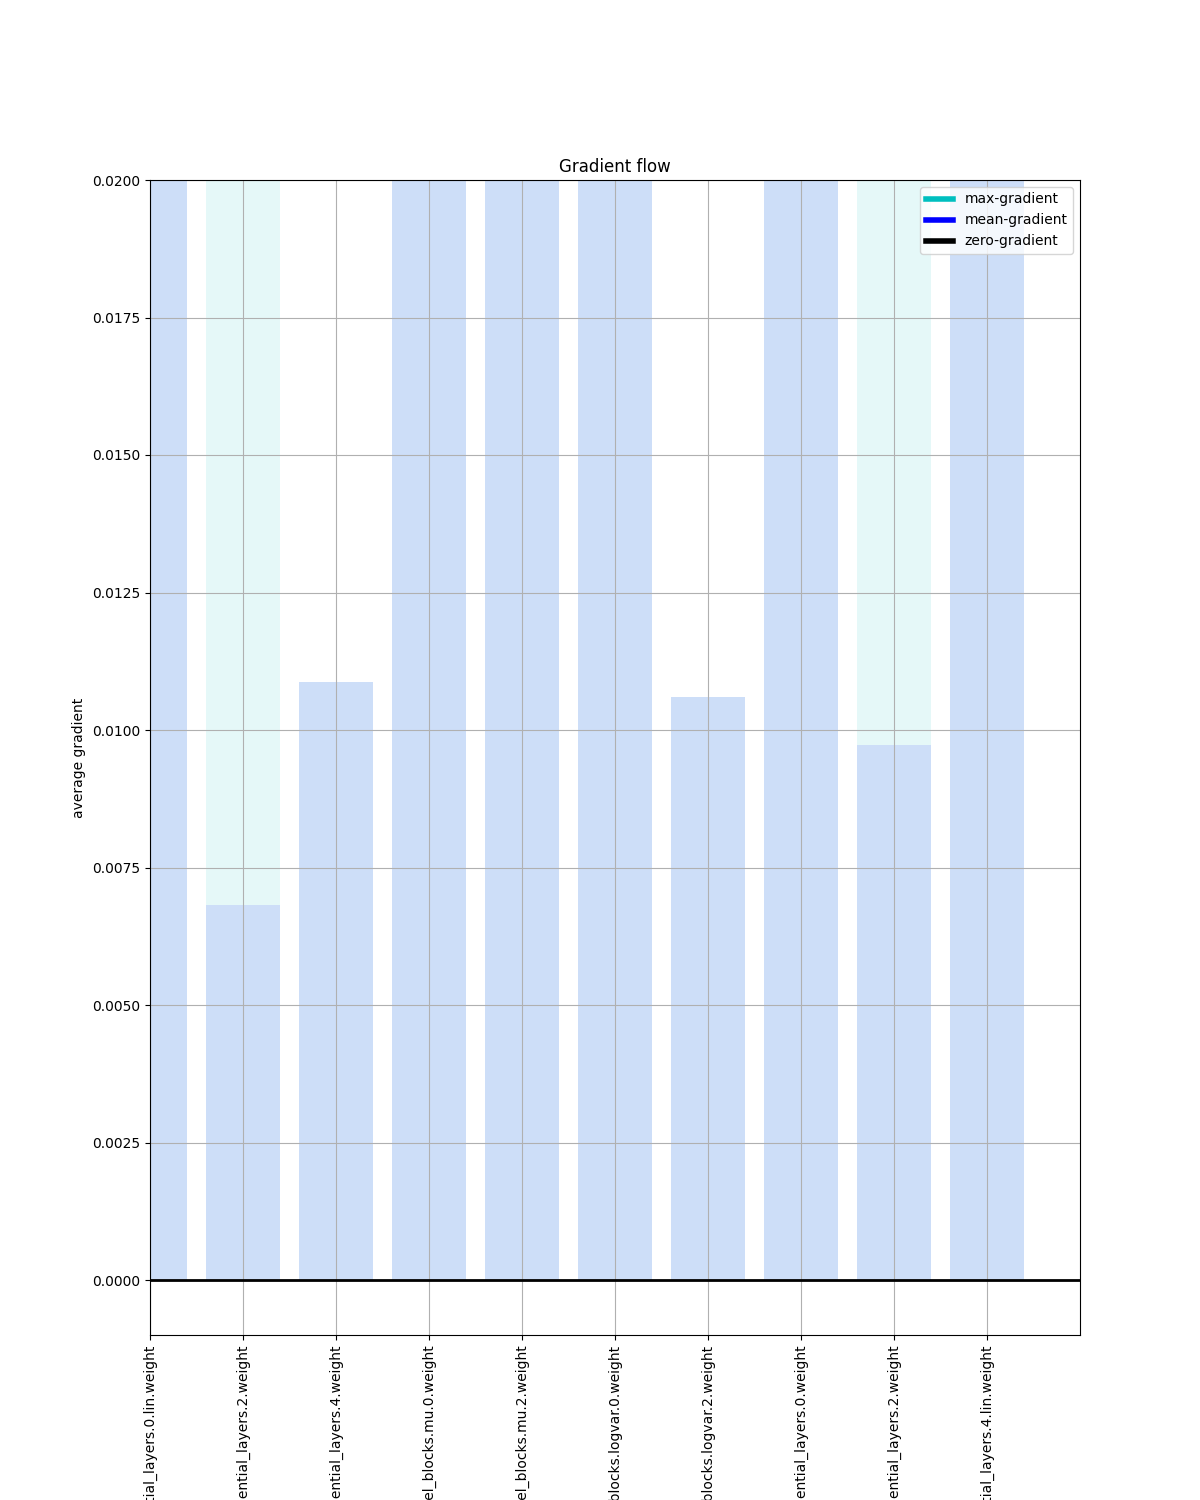 Gradient flow
max-gradient
mean-gradient
zero-gradient
0.0200
0.0175
0.0150
0.0125
0.0100
0.0075
0.0050
0.0025
0.0000
average gradient
tial_layers.0.lin.weight
ential_layers.2.weight
ential_layers.4.weight
el_blocks.mu.0.weight
el_blocks.mu.2.weight
blocks.logvar.0.weight
blocks.logvar.2.weight
ential_layers.0.weight
ential_layers.2.weight
tial_layers.4.lin.weight